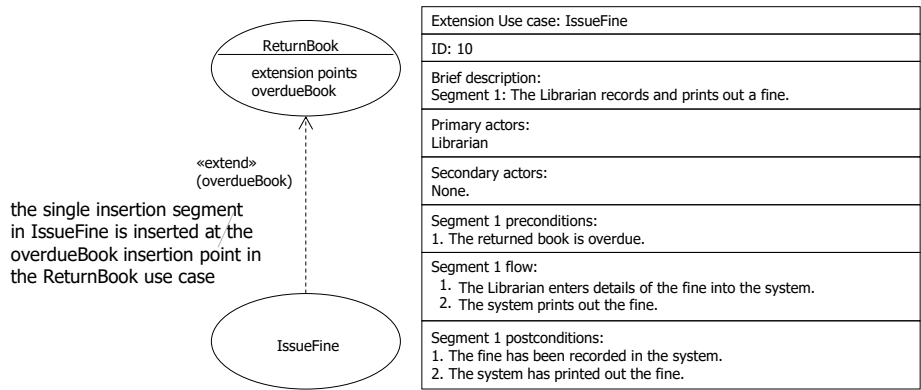 ReturnBook
extension points
overdueBook
«extend»
(overdueBook)
the single insertion segment
in IssueFine is inserted at the
overdueBook insertion point in
the ReturnBook use case
IssueFine
Extension Use case: IssueFine
ID: 10
Brief description:
Segment 1: The Librarian records and prints out a fine.
Primary actors:
Librarian
Secondary actors:
None.
Segment 1 preconditions:
1. The returned book is overdue.
Segment 1 flow:
1. The Librarian enters details of the fine into the system.
2. The system prints out the fine.
Segment 1 postconditions:
1. The fine has been recorded in the system.
2. The system has printed out the fine.